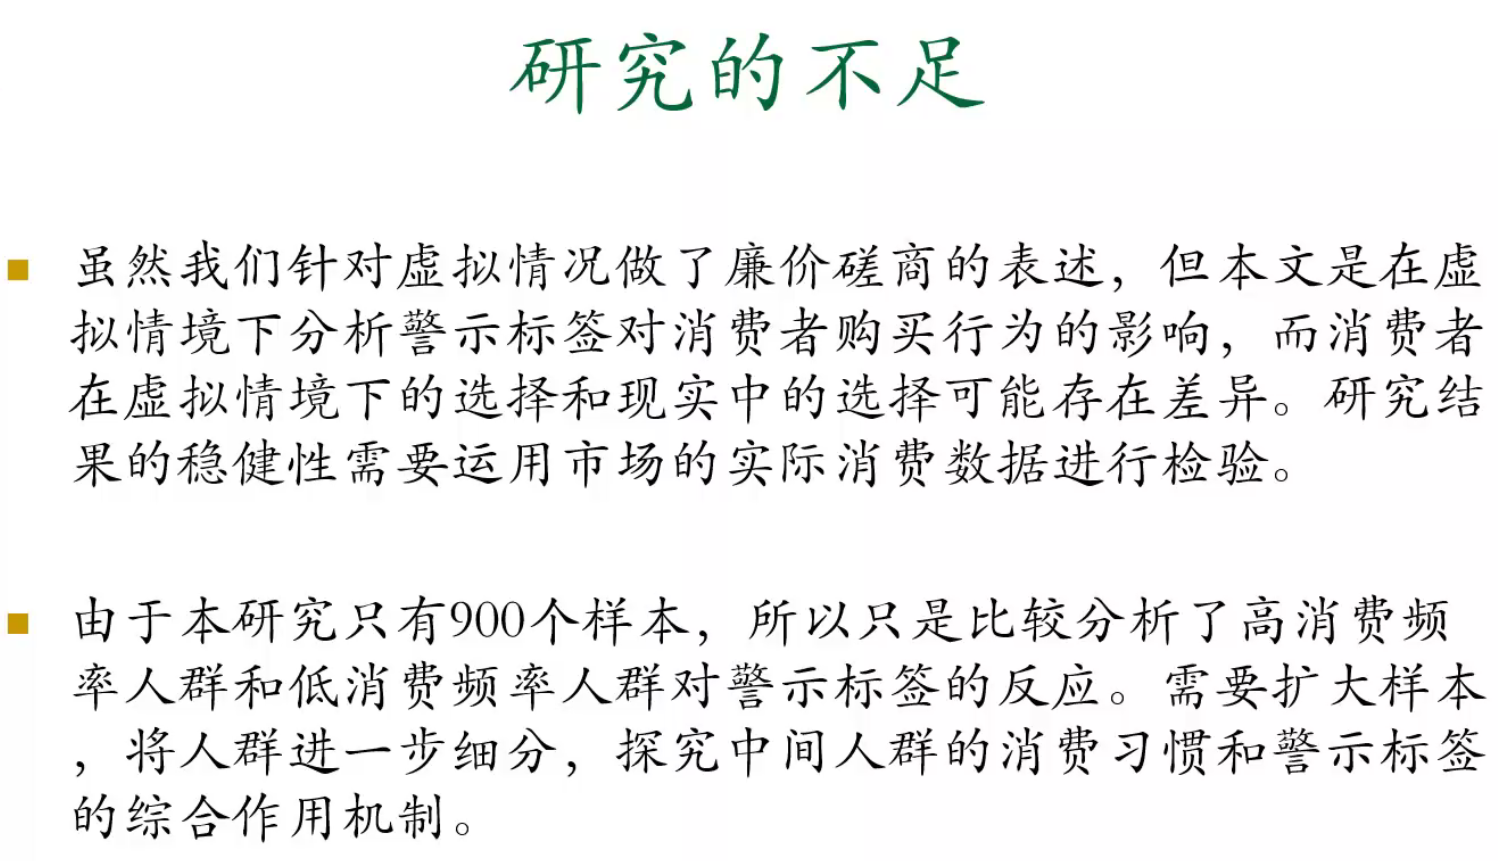 研究的不足
虽然我们针对虚拟情况做了廉价磋商的表述，但本文是在虚
拟情境下分析警示标签对消费者购买行为的影响，而消费者
在虚拟情境下的选择和现实中的选择可能存在差异。研究结
果的稳健性需要运用市场的实际消费数据进行检验。
由于本研究只有900个样本，所以只是比较分析了高消费频
率人群和低消费频率人群对警示标签的反应。需要扩大样本
，将人群进一步细分，探究中间人群的消费习惯和警示标签
的综合作用机制。